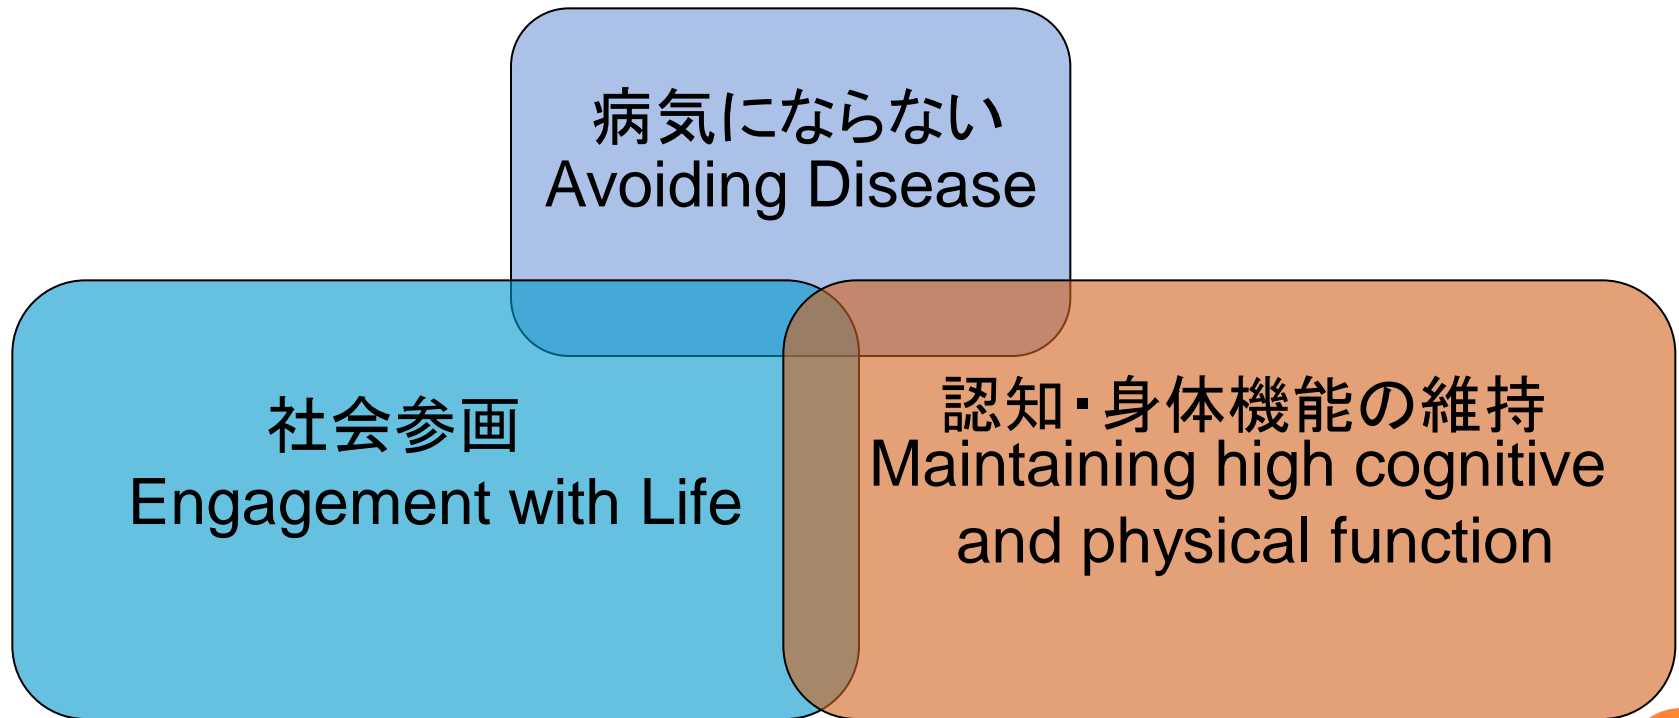 病気にならない
Avoiding Disease
社会参画
Engagement with Life
認知・身体機能の維持
Maintaining high cognitive
and physical function